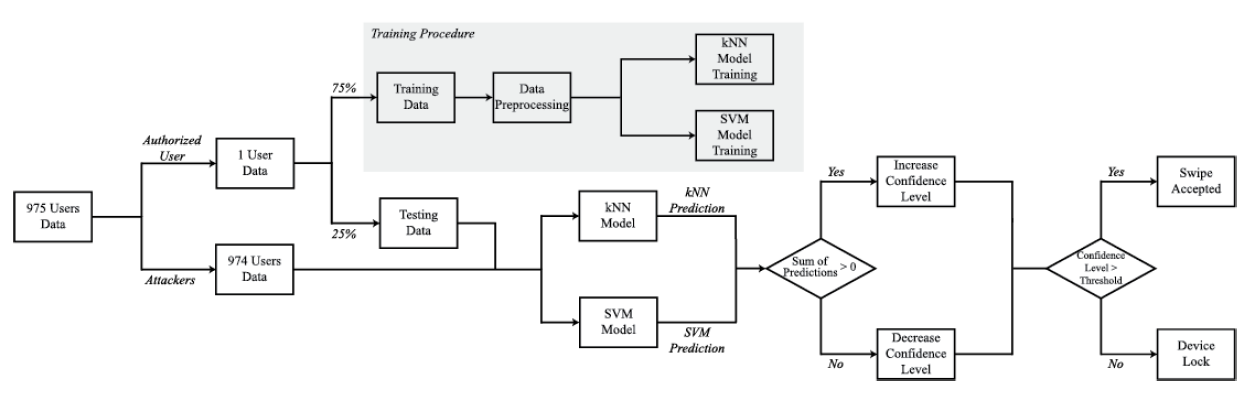 Training Procedure
kNN
Model
Training
75%
Training
Data
Data
Preprocessing
SVM
Model
Training
Authorized
User
1 User
Data
975 Users
Data
25%
Testing
Data
Attackers
974 Users
Data
kNN
Model
kNN
Prediction
SVM
Model
SVM
Prediction
Sum of
Predictions > 0
Yes
Increase
Confidence
Level
No
Decrease
Confidence
Level
Confidence
Level >
Threshold
Yes
Swipe
Accepted
No
Device
Lock